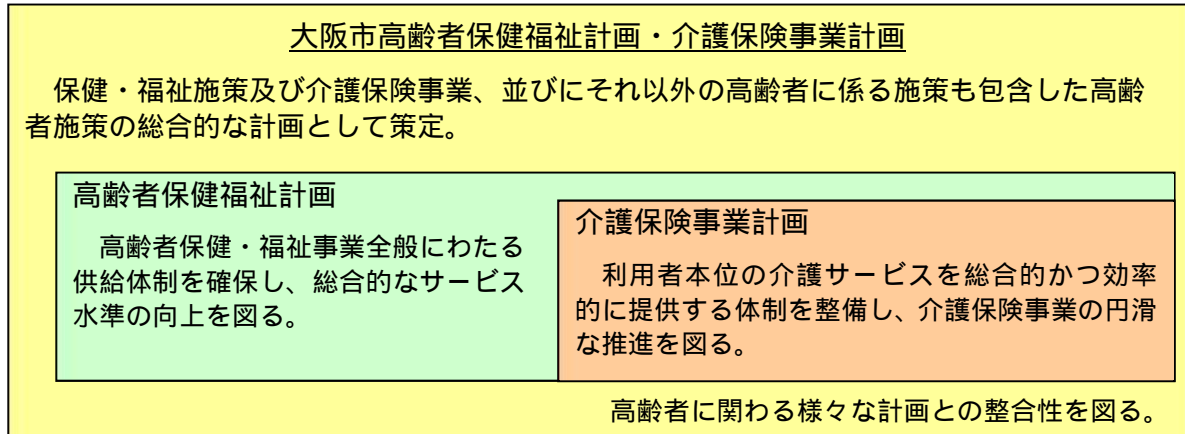 大阪市高齢者保健福祉計画・介護保険事業計画
保健・福祉施策及び介護保険事業、並びにそれ以外の高齢者に係る施策も包含した高齢
者施策の総合的な計画として策定。
高齢者保健福祉計画
高齢者保健・福祉事業全般にわたる
供給体制を確保し、総合的なサービス
水準の向上を図る。
介護保険事業計画
利用者本位の介護サービスを総合的かつ効率
的に提供する体制を整備し、介護保険事業の円滑
な推進を図る。
高齢者に関わる様々な計画との整合性を図る。